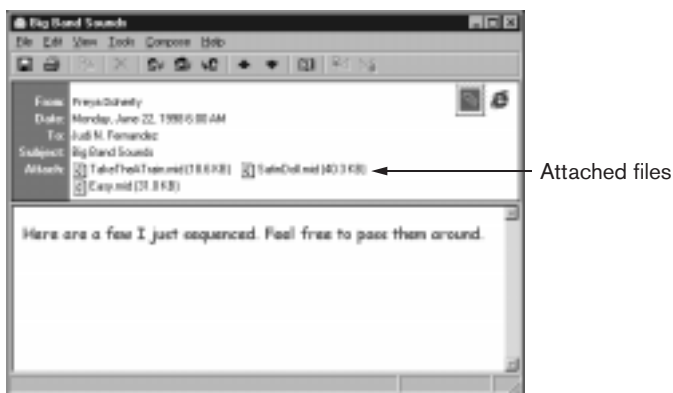 Big Band Sounds
File Edit View Tools Compose Help
From: Freya Doherty
Date: Monday, June 22, 1998 6:00 AM
To: Judi N. Fernandez
Subject: Big Band Sounds
Attach: TakeTheATrain.mid (18.6 KB) SatinDoll.mid (40.3 KB)
Easy.mid (31.8 KB)
Attached files
Here are a few I just sequenced. Feel free to pass them around.